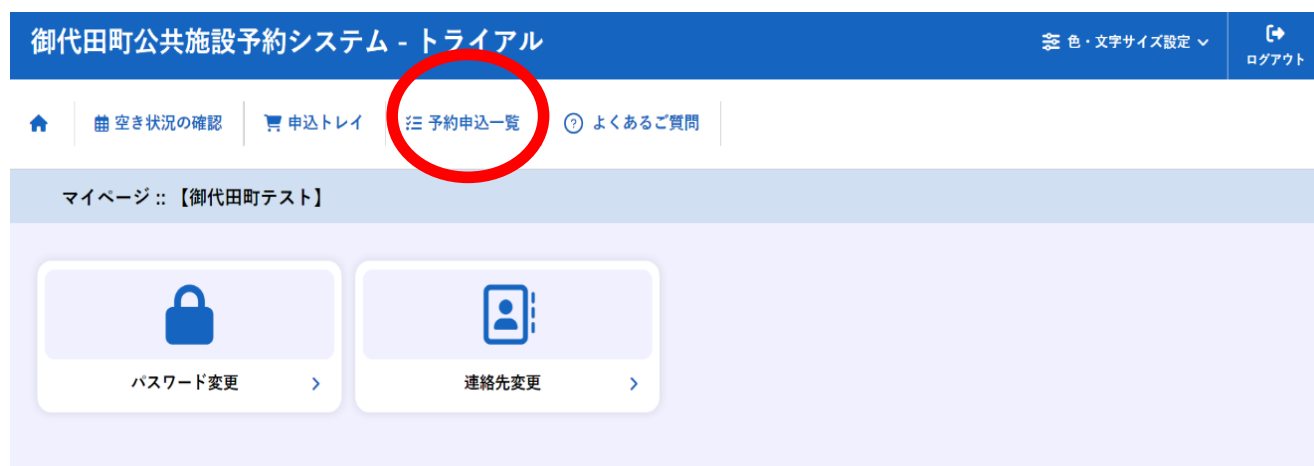 御代田町公共施設予約システム - トライアル
色・文字サイズ設定
ログアウト
空き状況の確認
申込トレイ
予約申込一覧
? よくあるご質問
マイページ :: 【御代田町テスト】
パスワード変更
連絡先変更